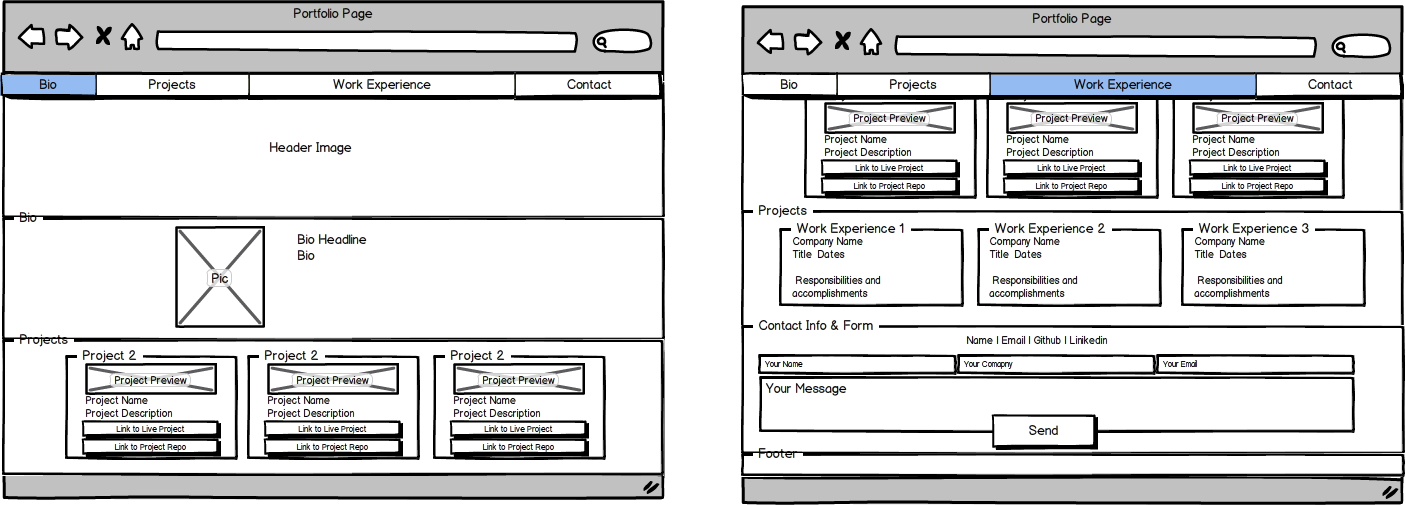 Portfolio Page
Bio Projects Work Experience Contact
Header Image
Bio
Pic
Bio Headline
Bio
Projects
Project 2 Project 2 Project 2
Project Preview Project Preview Project Preview
Project Name Project Name Project Name
Project Description Project Description Project Description
Link to Live Project Link to Live Project Link to Live Project
Link to Project Repo Link to Project Repo Link to Project Repo
Portfolio Page
Bio Projects Work Experience Contact
Project Preview Project Preview Project Preview
Project Name Project Name Project Name
Project Description Project Description Project Description
Link to Live Project Link to Live Project Link to Live Project
Link to Project Repo Link to Project Repo Link to Project Repo
Projects
Work Experience 1 Work Experience 2 Work Experience 3
Company Name Company Name Company Name
Title Dates Title Dates Title Dates
Responsibilities and Responsibilities and Responsibilities and
accomplishments accomplishments accomplishments
Contact Info & Form
Name | Email | Github | Linikedin
Your Name Your Comapny Your Email
Your Message
Send
Footer